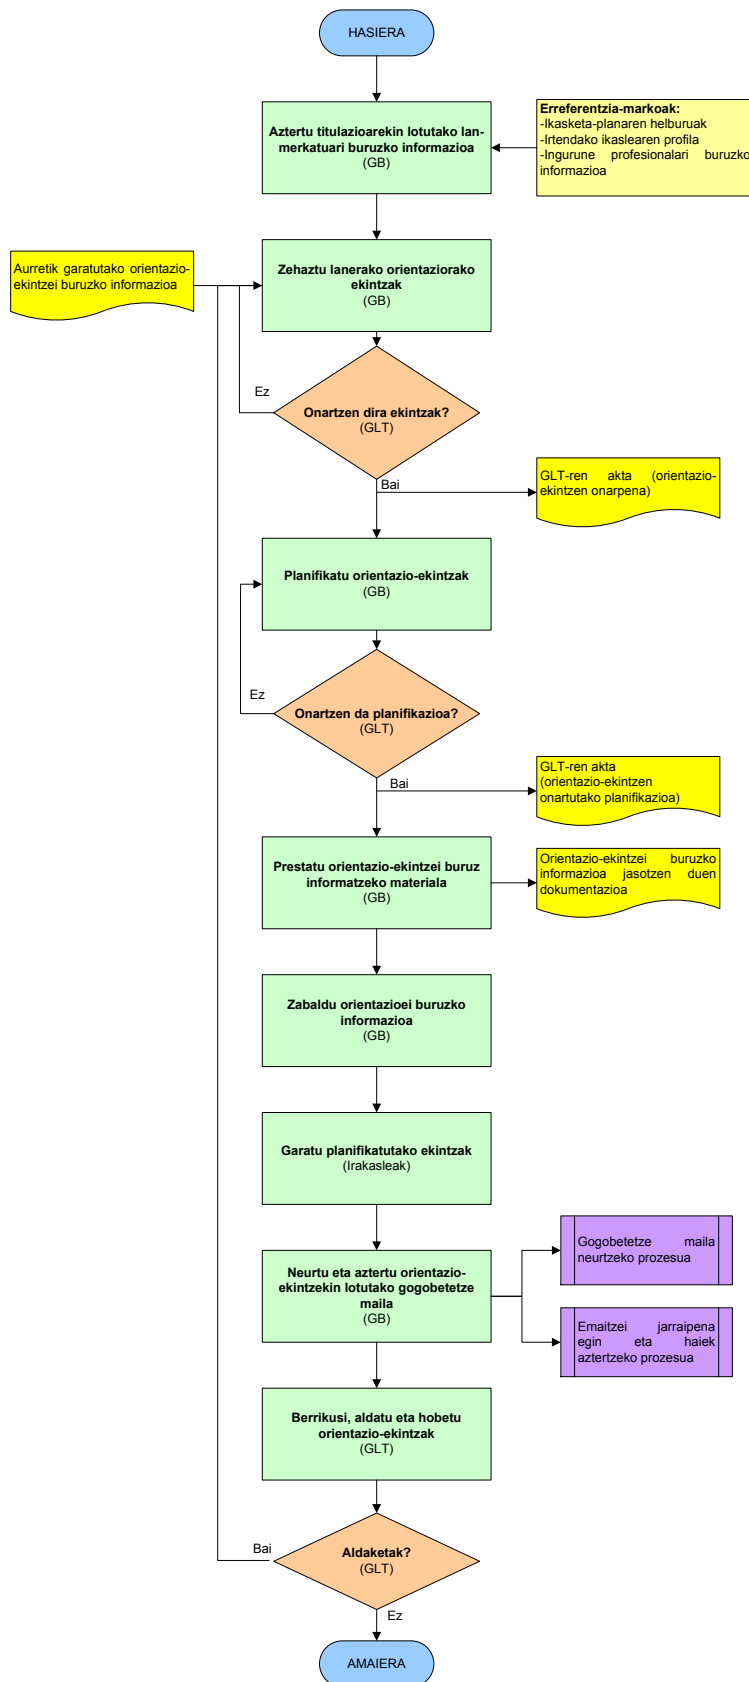 HASIERA
Aztertu titulazioarekin lotutako lan-
merkatuari buruzko informazioa
(GB)
Erreferentzia-markoak:
-Ikasketa-planaren helburuak
-Irtendako ikaslearen profila
-Ingurune profesionalari buruzko
informazioa
Aurretik garatutako orientazio-
ekintzei buruzko informazioa
Zehaztu lanerako orientaziorako
ekintzak
(GB)
Ez
Onartzen dira ekintzak?
(GLT)
Bai
GLT-ren akta (orientazio-
ekintzen onarpena)
Planifikatu orientazio-ekintzak
(GB)
Ez
Onartzen da planifikazioa?
(GLT)
Bai
GLT-ren akta
(orientazio-ekintzen
onartutako planifikazioa)
Prestatu orientazio-ekintzei buruz
informatzeko materiala
(GB)
Orientazio-ekintzei buruzko
informazioa jasotzen duen
dokumentazioa
Zabaldu orientazioei buruzko
informazioa
(GB)
Garatu planifikatutako ekintzak
(Irakasleak)
Neurtu eta aztertu orientazio-
ekintzekin lotutako gogobetetze
maila
(GB)
Gogobetetze maila
neurtzeko prozesua
Emaitzei jarraipena
egin eta haiek
aztertzeko prozesua
Berrikusi, aldatu eta hobetu
orientazio-ekintzak
(GLT)
Bai
Aldaketak?
(GLT)
Ez
AMAIERA